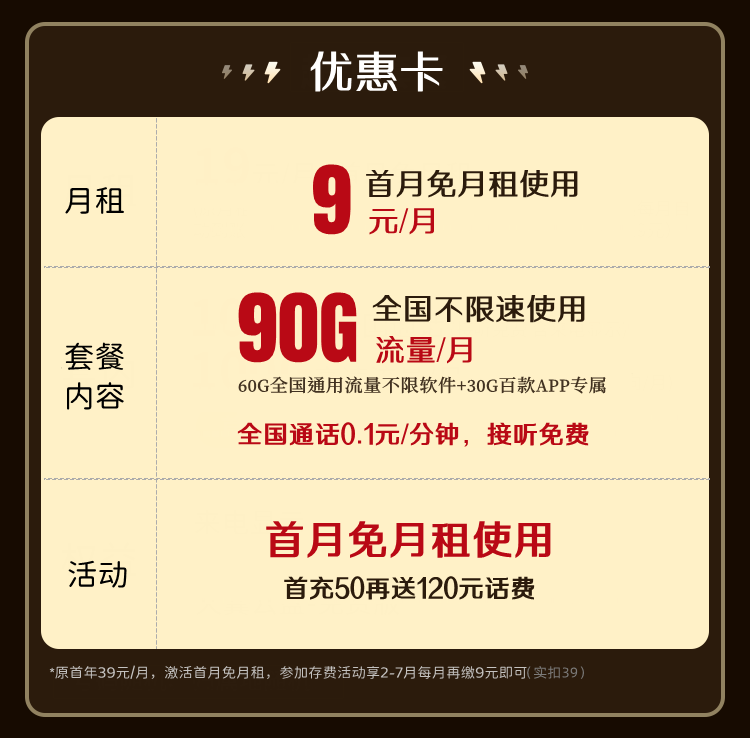 优惠卡
月租
9 首月免月租使用
元/月
套餐
内容
90G 全国不限速使用
流量/月
60G全国通用流量不限软件+30G百款APP专属
全国通话0.1元/分钟，接听免费
活动
首月免月租使用
首充50再送120元话费
*原首年39元/月，激活首月免月租，参加存费活动享2-7月每月再缴9元即可(实扣39)